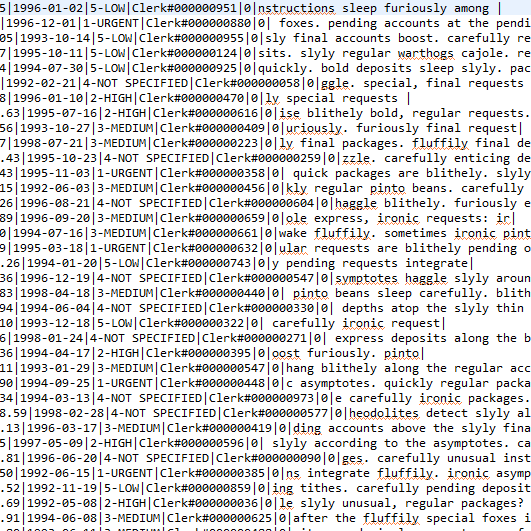 5|1996-01-02|5-LOW|Clerk#000000951|0|nstructions sleep furiously among |
|1996-12-01|1-URGENT|Clerk#000000880|0| foxes. pending accounts at the pendi
5|1993-10-14|5-LOW|Clerk#000000955|0|sly final accounts boost. carefully re
7|1995-10-11|5-LOW|Clerk#000000124|0|sits. slyly regular warthogs cajole. re
4|1994-07-30|5-LOW|Clerk#000000925|0|quickly. bold deposits sleep slyly. pac
|1992-02-21|4-NOT SPECIFIED|Clerk#000000058|0|ggle. special, final requests
8|1996-01-10|2-HIGH|Clerk#000000470|0|ly special requests |
.63|1995-07-16|2-HIGH|Clerk#000000616|0|ise blithely bold, regular requests.
56|1993-10-27|3-MEDIUM|Clerk#000000409|0|uriously. furiously final request|
7|1998-07-21|3-MEDIUM|Clerk#000000223|0|ly final packages. fluffily final de
.43|1995-10-23|4-NOT SPECIFIED|Clerk#000000259|0|zzle. carefully enticing de
43|1995-11-03|1-URGENT|Clerk#000000358|0| quick packages are blithely. slyly
15|1992-06-03|3-MEDIUM|Clerk#000000456|0|kly regular pinto beans. carefully
26|1996-08-21|4-NOT SPECIFIED|Clerk#000000604|0|haggle blithely. furiously e
89|1996-09-20|3-MEDIUM|Clerk#000000659|0|ole express, ironic requests: ir|
0|1994-07-16|3-MEDIUM|Clerk#000000661|0|wake fluffily. sometimes ironic pint
9|1995-03-18|1-URGENT|Clerk#000000632|0|ular requests are blithely pending o
.26|1994-01-20|5-LOW|Clerk#000000743|0|y pending requests integrate|
36|1996-12-19|4-NOT SPECIFIED|Clerk#000000547|0|symptotes haggle slyly aroun
83|1998-04-18|3-MEDIUM|Clerk#000000440|0| pinto beans sleep carefully. blith
94|1994-06-04|4-NOT SPECIFIED|Clerk#000000330|0| depths atop the slyly thin
10|1993-12-18|5-LOW|Clerk#000000322|0| carefully ironic request|
6|1998-01-24|4-NOT SPECIFIED|Clerk#000000271|0| express deposits along the b
36|1994-04-17|2-HIGH|Clerk#000000395|0|oost furiously. pinto|
11|1993-01-29|3-MEDIUM|Clerk#000000547|0|hang blithely along the regular acc
90|1994-09-25|1-URGENT|Clerk#000000448|0|c asymptotes. quickly regular packa
34|1994-03-13|4-NOT SPECIFIED|Clerk#000000973|0|e carefully ironic packages.
8.59|1998-02-28|4-NOT SPECIFIED|Clerk#000000577|0|heodolites detect slyly al
.13|1996-03-17|3-MEDIUM|Clerk#000000419|0|ding accounts above the slyly fina
|1997-05-09|2-HIGH|Clerk#000000596|0| slyly according to the asymptotes. ca
.81|1996-06-20|4-NOT SPECIFIED|Clerk#000000090|0|ges. carefully unusual inst
50|1992-06-15|1-URGENT|Clerk#000000385|0|ns integrate fluffily. ironic asymp
.52|1992-11-19|5-LOW|Clerk#000000859|0|ing tithes. carefully pending deposit
.69|1992-05-08|2-HIGH|Clerk#000000036|0|le slyly unusual, regular packages?
.91|1994-06-08|3-MEDIUM|Clerk#000000625|0|after the fluffily special foxes